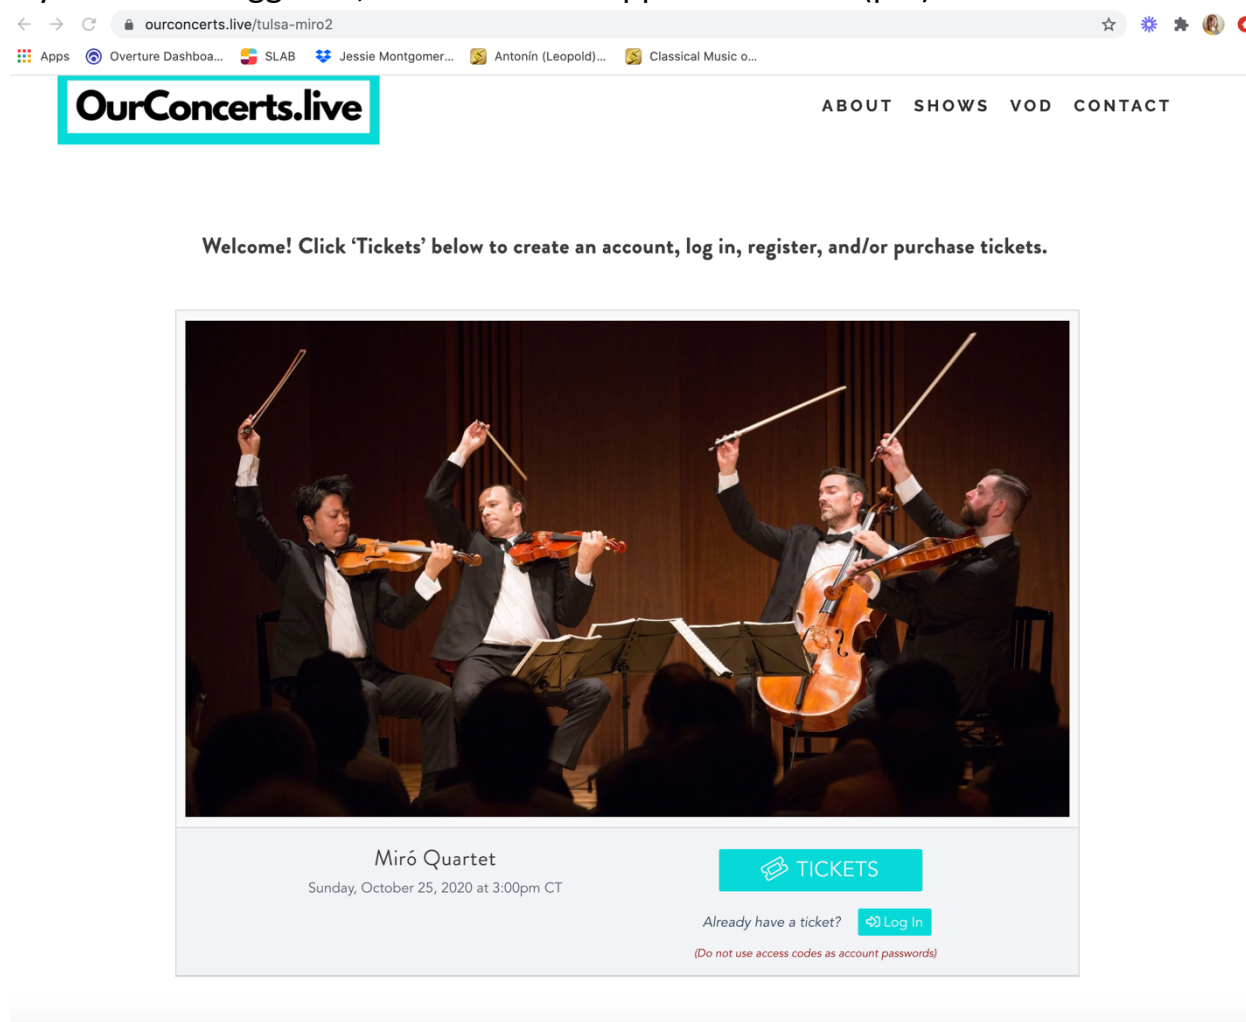 ourconcerts.live/tulsa-miro2
Apps Overture Dashboa... SLAB Jessie Montgomer... Antonín (Leopold)... Classical Music o...
OurConcerts.live
ABOUT SHOWS VOD CONTACT
Welcome! Click ‘Tickets’ below to create an account, log in, register, and/or purchase tickets.
Miró Quartet
Sunday, October 25, 2020 at 3:00pm CT
TICKETS
Already have a ticket? Log In
(Do not use access codes as account passwords)